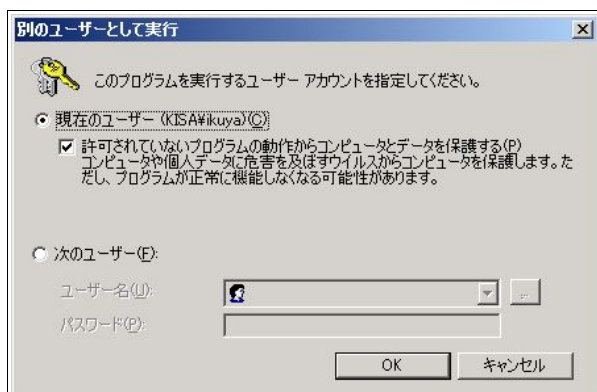 別のユーザーとして実行
このプログラムを実行するユーザー アカウントを指定してください。
現在のユーザー (KISA¥ikuya)(C)
許可されていないプログラムの動作からコンピュータとデータを保護する(P)
コンピュータや個人データに危害を及ぼすウイルスからコンピュータを保護します。た
だし、プログラムが正常に機能しなくなる可能性があります。
次のユーザー(F):
ユーザー名(U):
...
パスワード(P):
OK キャンセル